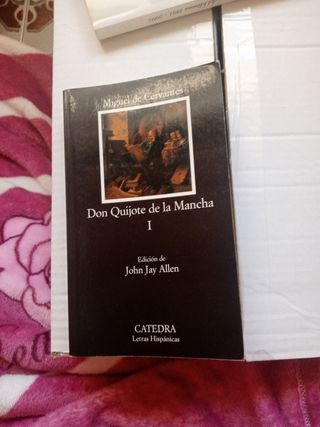 Miguel de Cervantes
Don Quijote de la Mancha
I
Edición de
John Jay Allen
CATEDRA
Letras Hispánicas